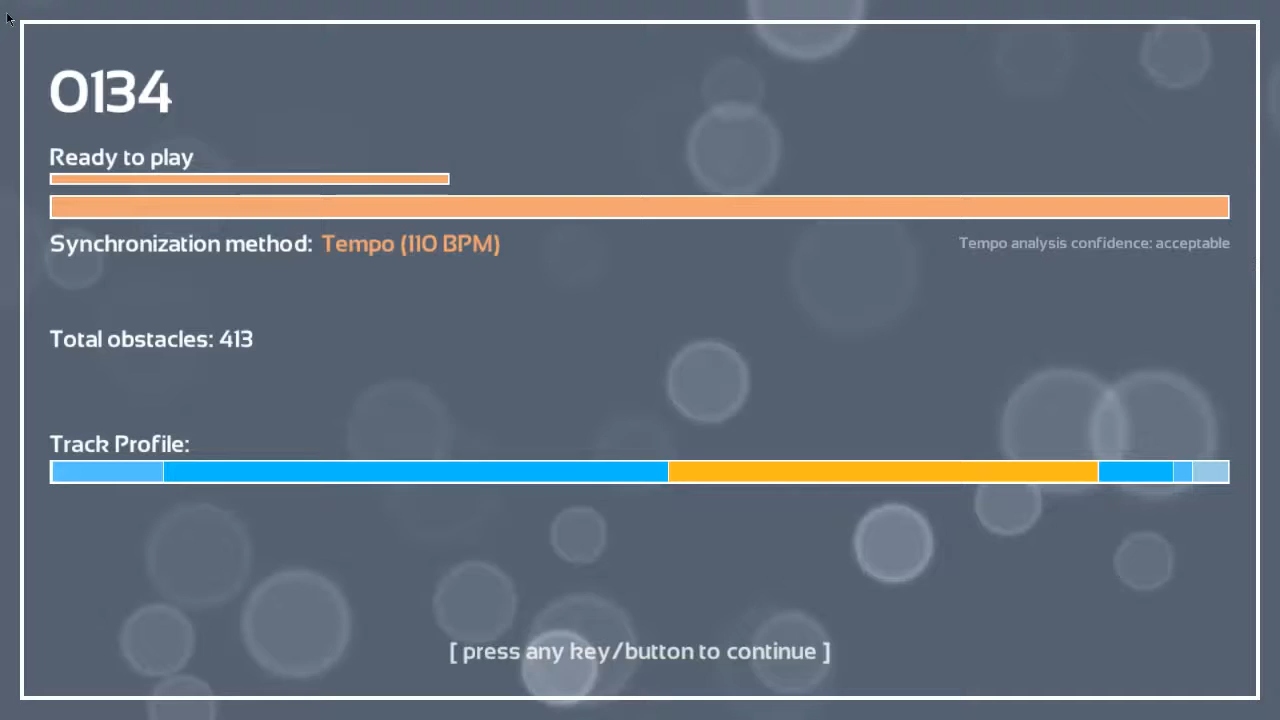 0134
Ready to play
Synchronization method: Tempo (110 BPM)
Tempo analysis confidence: acceptable
Total obstacles: 413
Track Profile:
[ press any key/button to continue ]